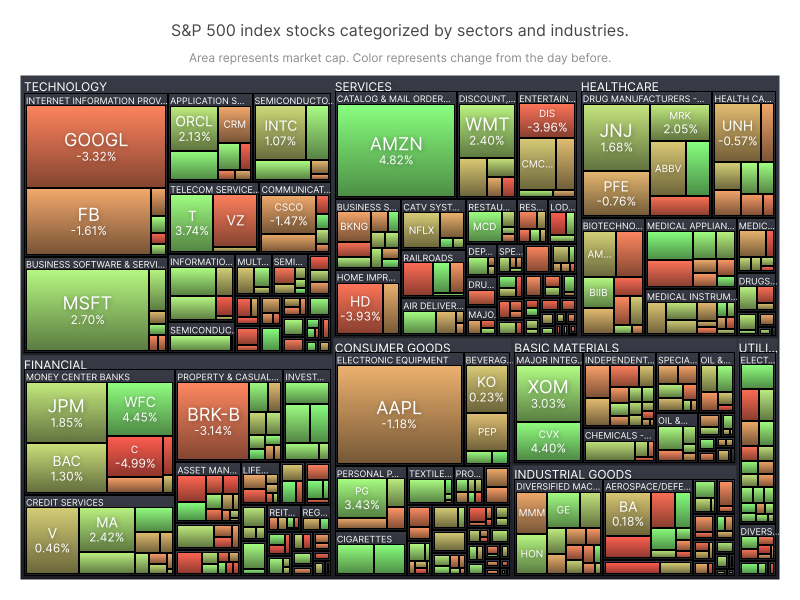 S&P 500 index stocks categorized by sectors and industries.
Area represents market cap. Color represents change from the day before.
TECHNOLOGY
INTERNET INFORMATION PROV...
GOOGL
-3.32%
FB
-1.61%
APPLICATION S...
ORCL
2.13%
CRM
SEMICONDUCTO...
INTC
1.07%
TELECOM SERVICE...
T
3.74%
VZ
COMMUNICAT...
CSCO
-1.47%
BUSINESS SOFTWARE & SERVI...
MSFT
2.70%
INFORMATIO...
MULT...
SEMI...
SEMICONDUC...
SERVICES
CATALOG & MAIL ORDER...
AMZN
4.82%
DISCOUNT,...
WMT
2.40%
ENTERTAIN...
DIS
-3.96%
CMC...
BUSINESS S...
BKNG
CATV SYST...
NFLX
RESTAU...
MCD
RES...
LOD...
HOME IMPR...
HD
-3.93%
RAILROADS
AIR DELIVER...
DEP...
SPE...
DRU...
MAJO...
HEALTHCARE
DRUG MANUFACTURERS -...
JNJ
1.68%
PFE
-0.76%
MRK
2.05%
ABBV
HEALTH CA...
UNH
-0.57%
BIOTECHNO...
AM...
BIIB
MEDICAL APPLIAN...
MEDICAL INSTRUM...
MEDIC...
DRUGS...
FINANCIAL
MONEY CENTER BANKS
JPM
1.85%
WFC
4.45%
BAC
1.30%
C
-4.99%
PROPERTY & CASUAL...
BRK-B
-3.14%
INVEST...
CREDIT SERVICES
V
0.46%
MA
2.42%
ASSET MAN...
LIFE...
REIT...
REG...
CONSUMER GOODS
ELECTRONIC EQUIPMENT
AAPL
-1.18%
BEVERAG...
KO
0.23%
PEP
PERSONAL P...
PG
3.43%
TEXTILE...
PRO...
CIGARETTES
BASIC MATERIALS
MAJOR INTEG...
XOM
3.03%
CVX
4.40%
INDEPENDENT...
SPECIA...
OIL &...
CHEMICALS -...
OIL &...
INDUSTRIAL GOODS
DIVERSIFIED MAC...
MMM
GE
HON
AEROSPACE/DEFE...
BA
0.18%
UTILI...
ELECT...
DIVERS...